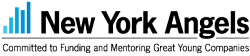 New York Angels
Committed to Funding and Mentoring Great Young Companies